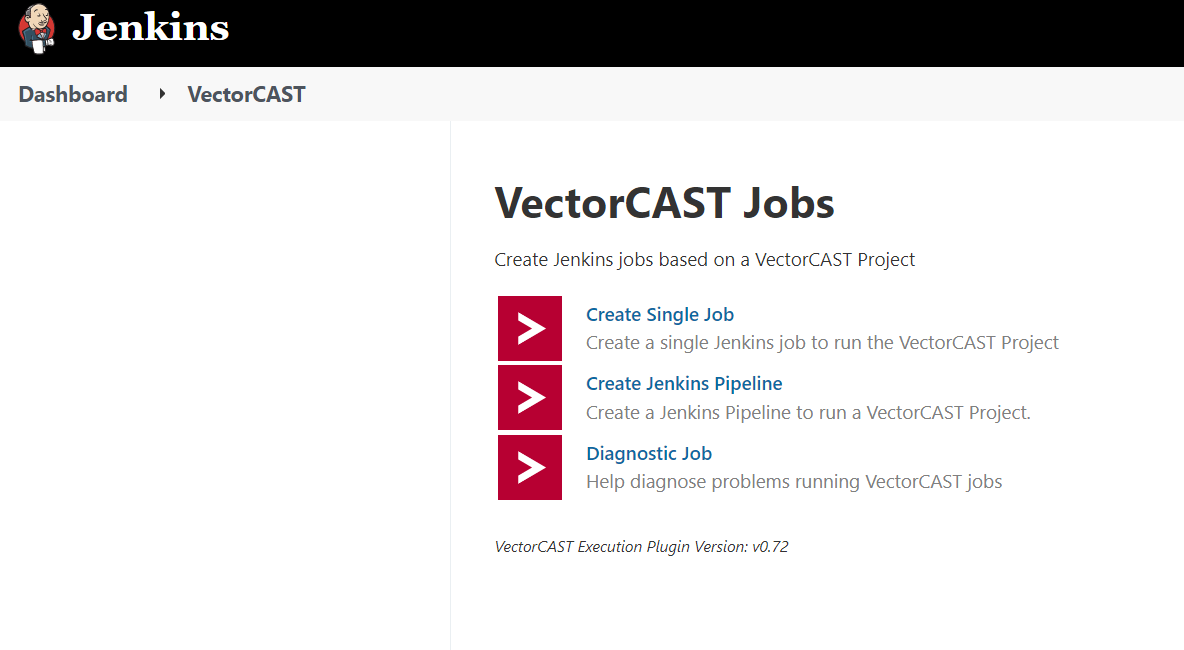 Jenkins
Dashboard
VectorCAST
VectorCAST Jobs
Create Jenkins jobs based on a VectorCAST Project
Create Single Job
Create a single Jenkins job to run the VectorCAST Project
Create Jenkins Pipeline
Create a Jenkins Pipeline to run a VectorCAST Project.
Diagnostic Job
Help diagnose problems running VectorCAST jobs
VectorCAST Execution Plugin Version: v0.72